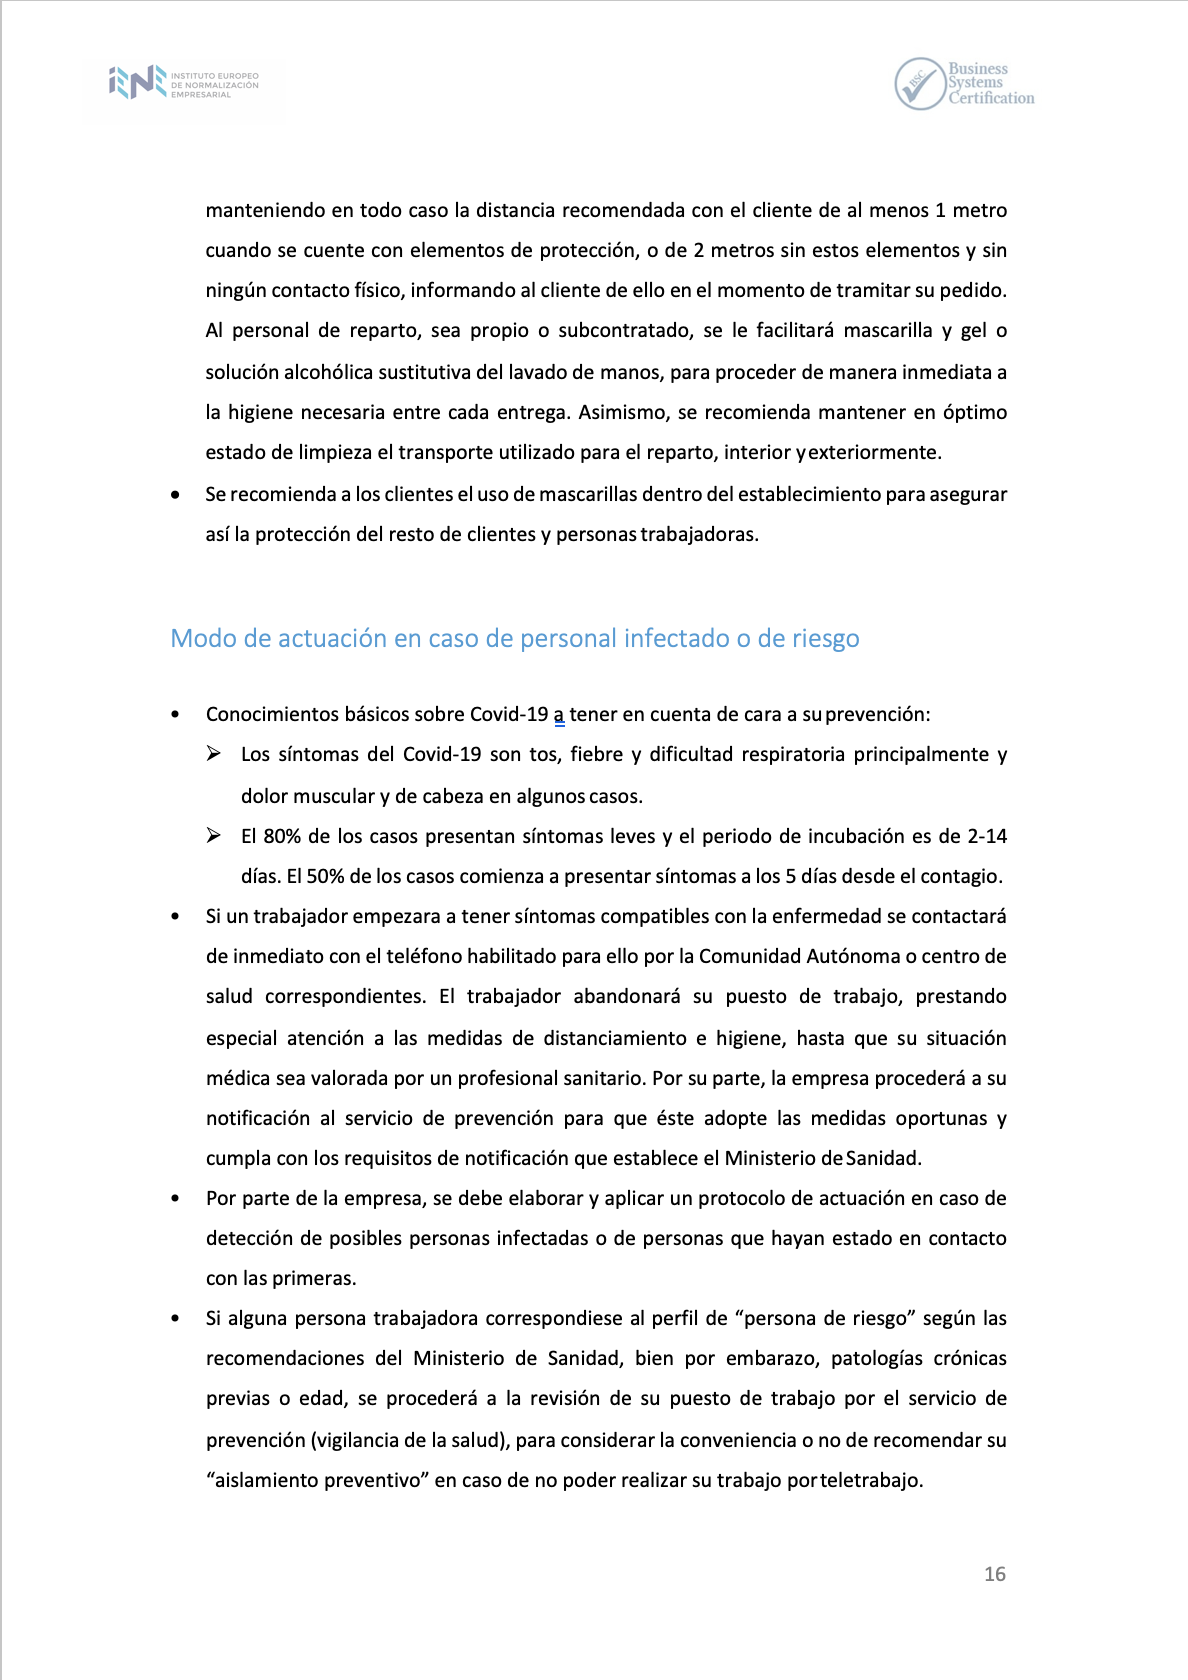 INSTITUTO EUROPEO
DE NORMALIZACIÓN
EMPRESARIAL
BSC
Business
Systems
Certification
manteniendo en todo caso la distancia recomendada con el cliente de al menos 1 metro
cuando se cuente con elementos de protección, o de 2 metros sin estos elementos y sin
ningún contacto físico, informando al cliente de ello en el momento de tramitar su pedido.
Al personal de reparto, sea propio o subcontratado, se le facilitará mascarilla y gel o
solución alcohólica sustitutiva del lavado de manos, para proceder de manera inmediata a
la higiene necesaria entre cada entrega. Asimismo, se recomienda mantener en óptimo
estado de limpieza el transporte utilizado para el reparto, interior y exteriormente.
• Se recomienda a los clientes el uso de mascarillas dentro del establecimiento para asegurar
así la protección del resto de clientes y personas trabajadoras.
Modo de actuación en caso de personal infectado o de riesgo
• Conocimientos básicos sobre Covid-19 a tener en cuenta de cara a su prevención:
➢ Los síntomas del Covid-19 son tos, fiebre y dificultad respiratoria principalmente y
dolor muscular y de cabeza en algunos casos.
➢ El 80% de los casos presentan síntomas leves y el periodo de incubación es de 2-14
días. El 50% de los casos comienza a presentar síntomas a los 5 días desde el contagio.
• Si un trabajador empezara a tener síntomas compatibles con la enfermedad se contactará
de inmediato con el teléfono habilitado para ello por la Comunidad Autónoma o centro de
salud correspondientes. El trabajador abandonará su puesto de trabajo, prestando
especial atención a las medidas de distanciamiento e higiene, hasta que su situación
médica sea valorada por un profesional sanitario. Por su parte, la empresa procederá a su
notificación al servicio de prevención para que éste adopte las medidas oportunas y
cumpla con los requisitos de notificación que establece el Ministerio de Sanidad.
• Por parte de la empresa, se debe elaborar y aplicar un protocolo de actuación en caso de
detección de posibles personas infectadas o de personas que hayan estado en contacto
con las primeras.
• Si alguna persona trabajadora correspondiese al perfil de “persona de riesgo” según las
recomendaciones del Ministerio de Sanidad, bien por embarazo, patologías crónicas
previas o edad, se procederá a la revisión de su puesto de trabajo por el servicio de
prevención (vigilancia de la salud), para considerar la conveniencia o no de recomendar su
“aislamiento preventivo” en caso de no poder realizar su trabajo por teletrabajo.
16